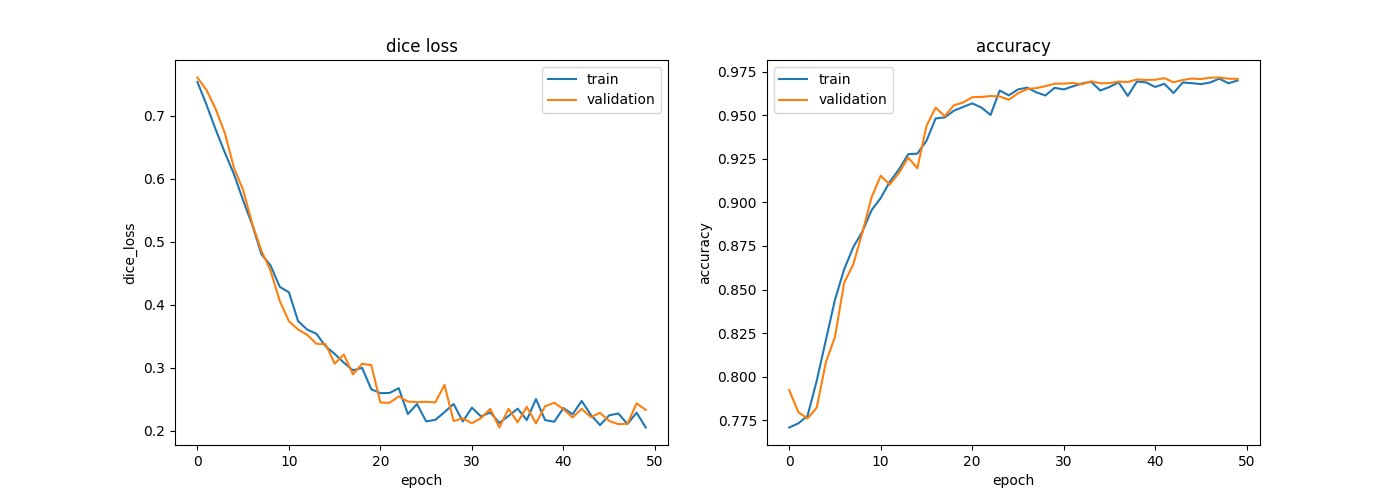 dice loss
train
validation
0.7
0.6
0.5
0.4
0.3
0.2
dice_loss
0 10 20 30 40 50
epoch
accuracy
train
validation
0.975
0.950
0.925
0.900
0.875
0.850
0.825
0.800
0.775
accuracy
0 10 20 30 40 50
epoch